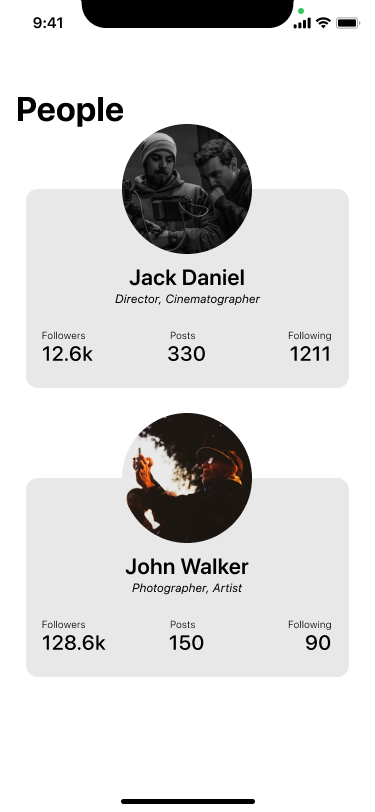 9:41
People
Jack Daniel
Director, Cinematographer
Followers Posts Following
12.6k 330 1211
John Walker
Photographer, Artist
Followers Posts Following
128.6k 150 90